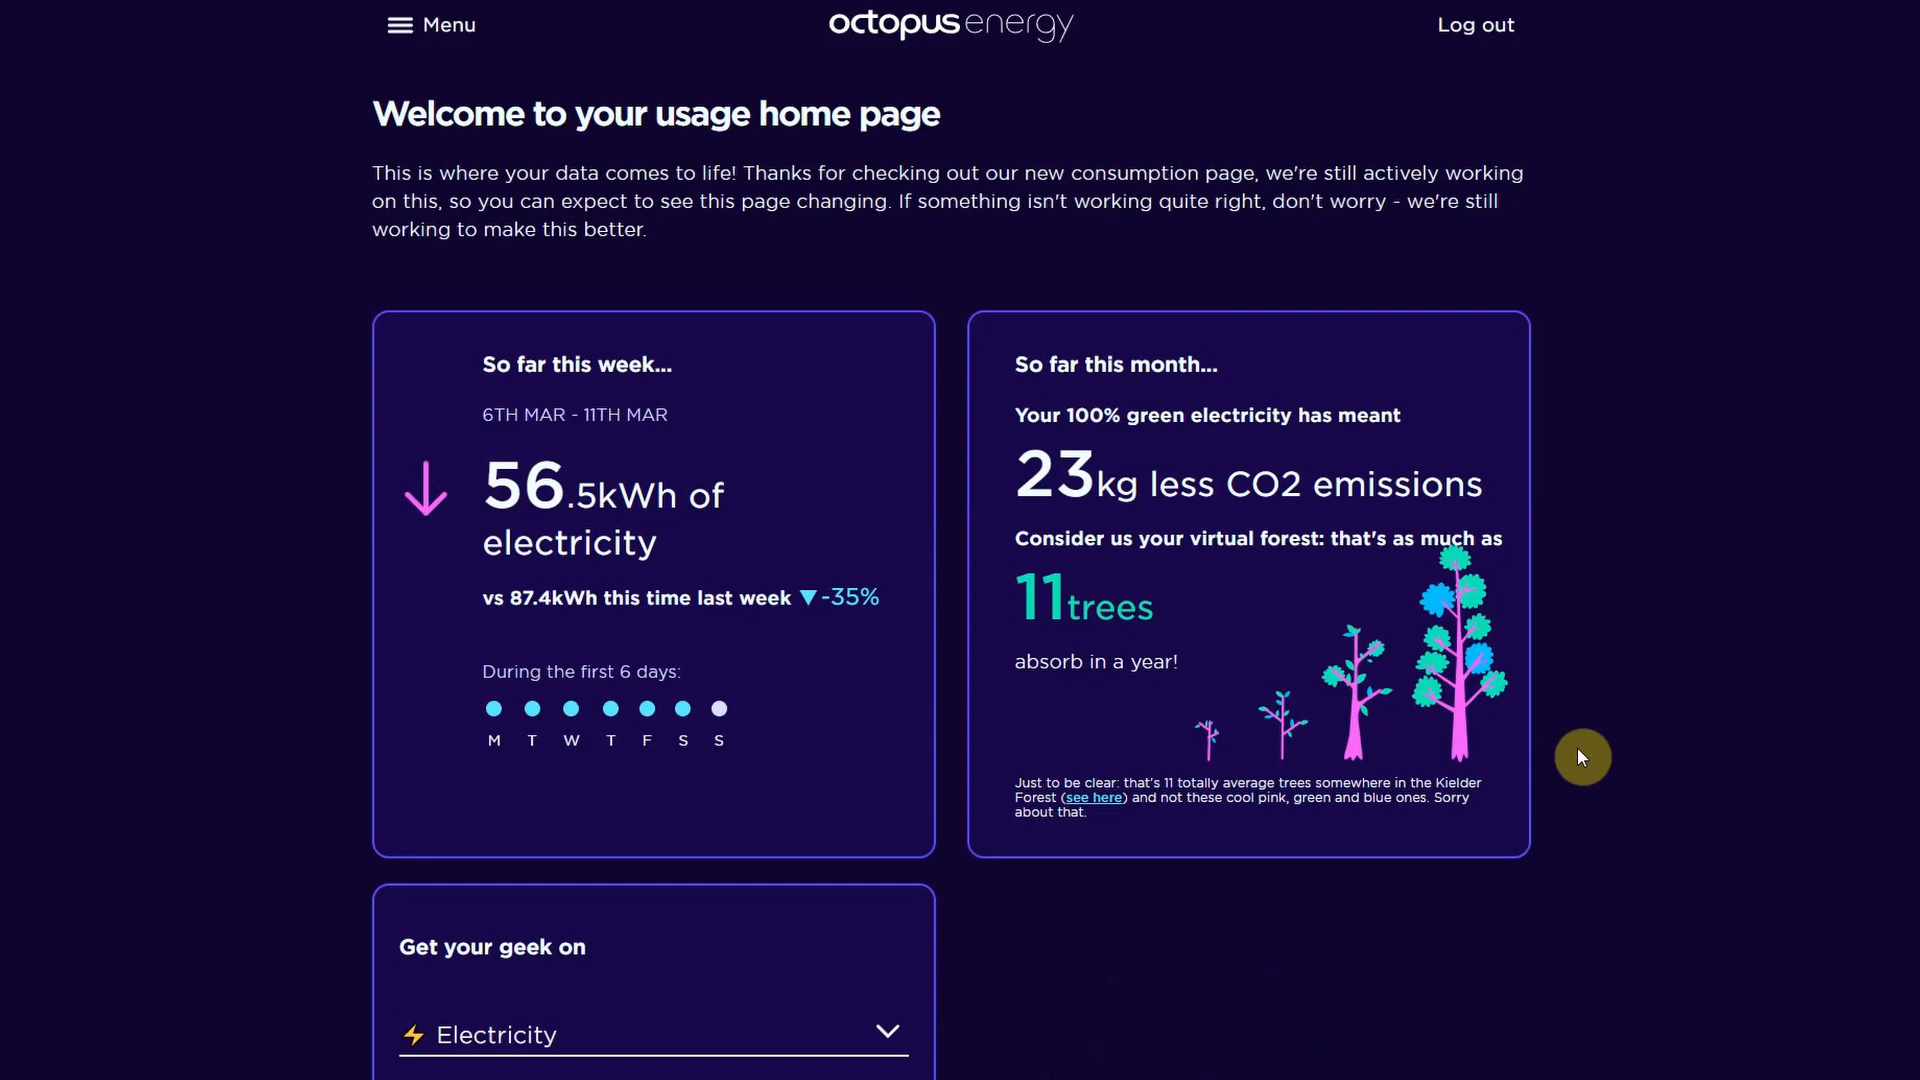 Menu
octopusenergy
Log out
Welcome to your usage home page
This is where your data comes to life! Thanks for checking out our new consumption page, we're still actively working
on this, so you can expect to see this page changing. If something isn't working quite right, don't worry - we're still
working to make this better.
So far this week...
6TH MAR - 11TH MAR
56.5kWh of
electricity
vs 87.4kWh this time last week ▼-35%
During the first 6 days:
M T W T F S S
So far this month...
Your 100% green electricity has meant
23kg less CO2 emissions
Consider us your virtual forest: that's as much as
11trees
absorb in a year!
Just to be clear: that's 11 totally average trees somewhere in the Kielder
Forest (see here) and not these cool pink, green and blue ones. Sorry
about that.
Get your geek on
Electricity